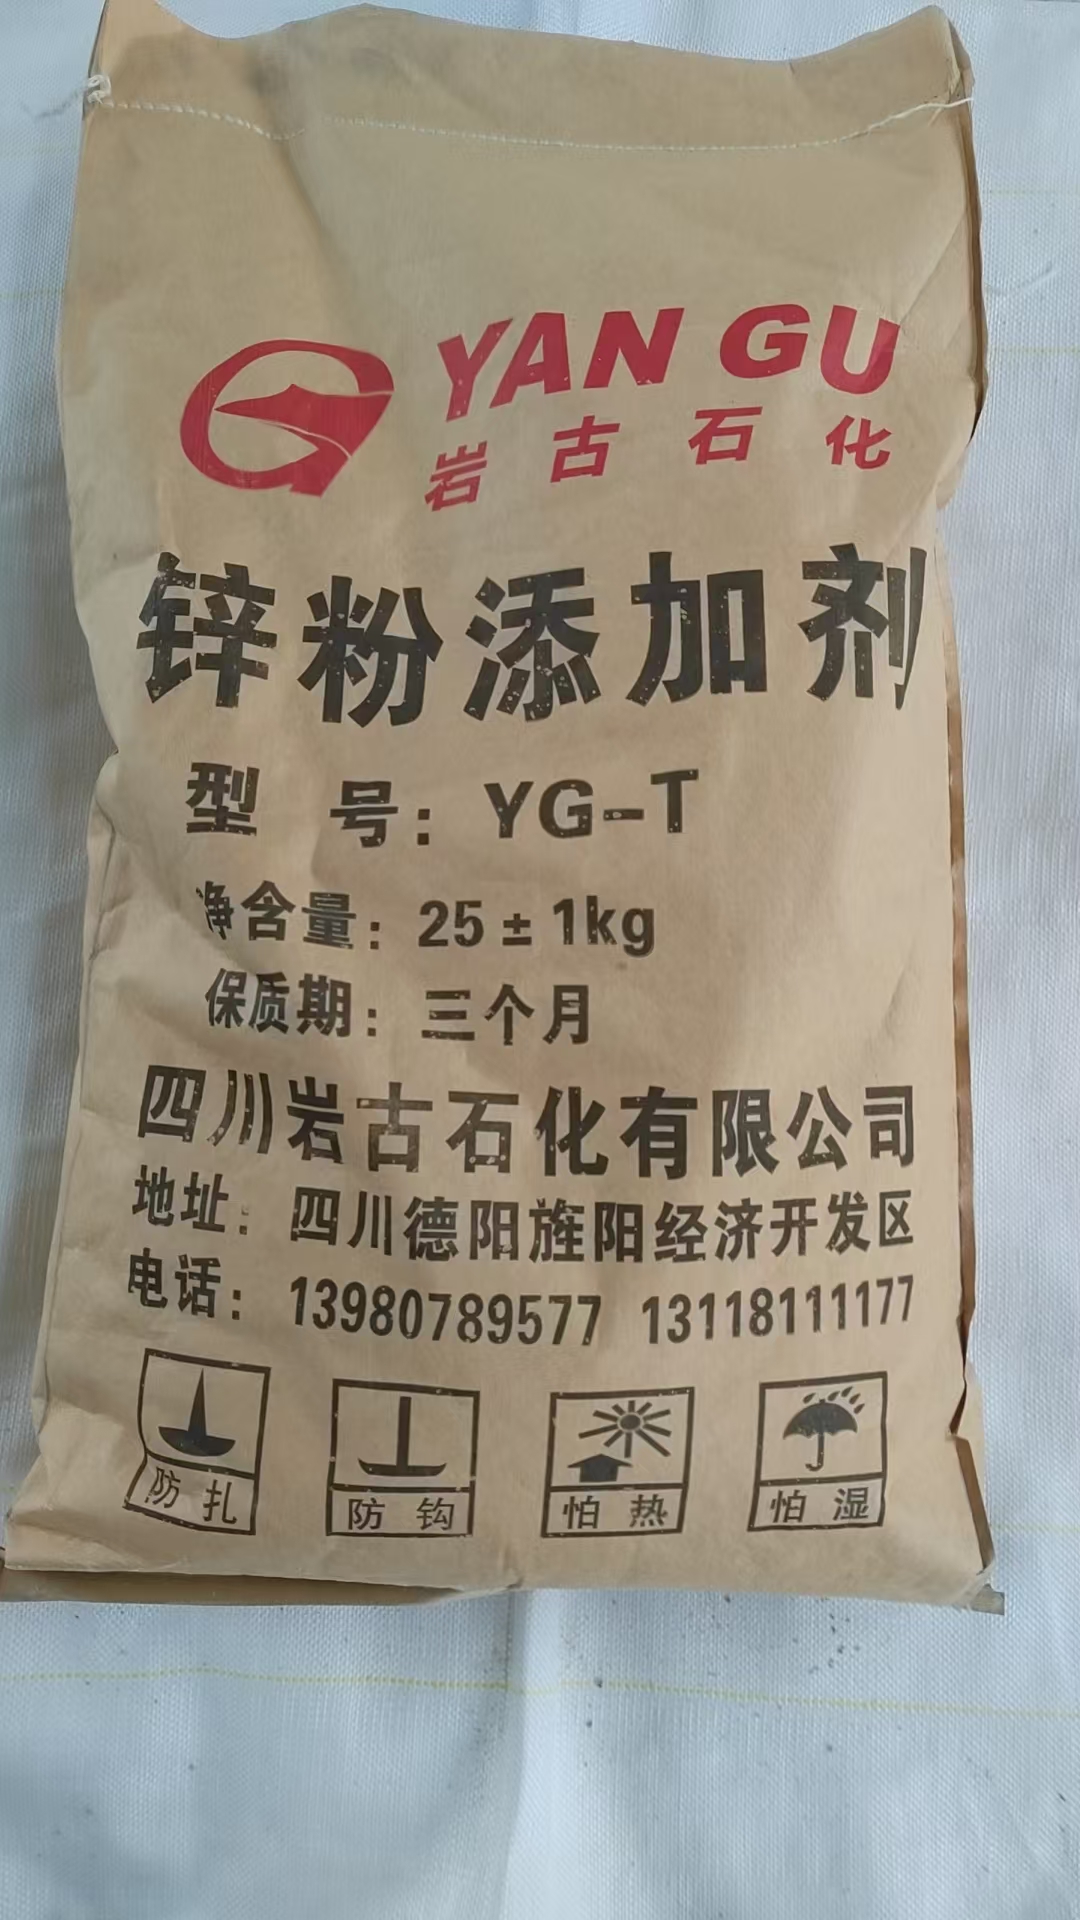 YAN GU
岩古石化
锌粉添加剂
型 号：YG-T
净含量：25±1kg
保质期：三个月
四川岩古石化有限公司
地址：四川德阳旌阳经济开发区
电话：13980789577 13118111177
防扎 防钩 怕热 怕湿